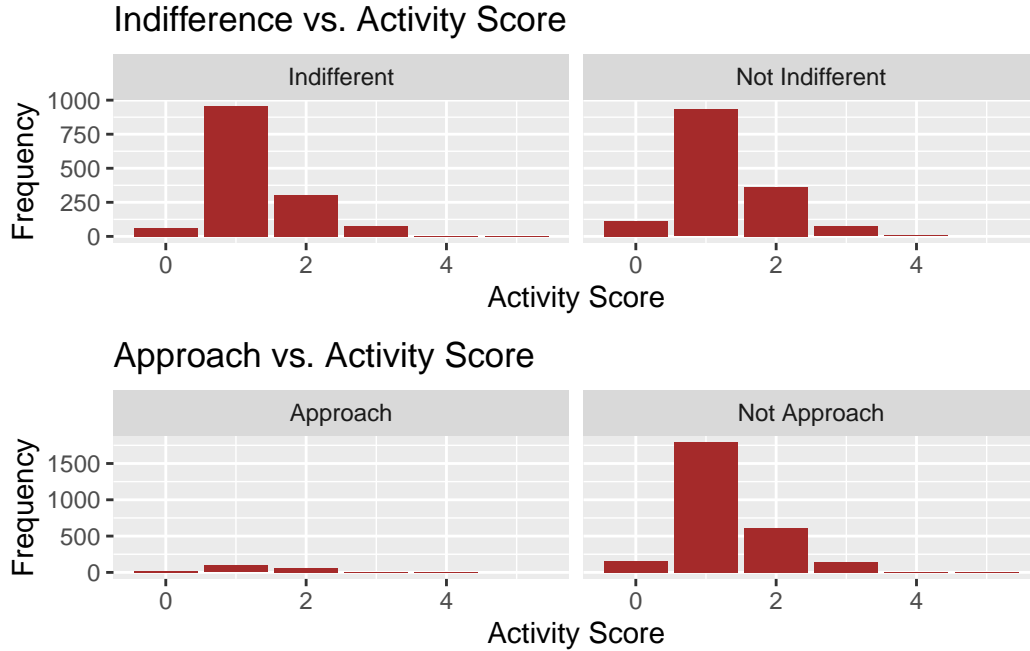 Indifference vs. Activity Score
Indifferent
Not Indifferent
Frequency
1000
750
500
250
0
0 2 4
0 2 4
Activity Score
Approach vs. Activity Score
Approach
Not Approach
Frequency
1500
1000
500
0
0 2 4
0 2 4
Activity Score